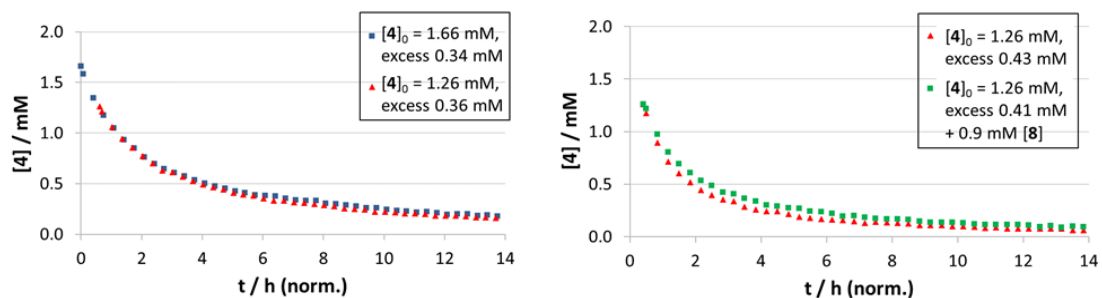 2.0
1.5
1.0
0.5
0.0
[4] / mM
0 2 4 6 8 10 12 14
t / h (norm.)
[4]₀ = 1.66 mM,
excess 0.34 mM
[4]₀ = 1.26 mM,
excess 0.36 mM
2.0
1.5
1.0
0.5
0.0
[4] / mM
0 2 4 6 8 10 12 14
t / h (norm.)
[4]₀ = 1.26 mM,
excess 0.43 mM
[4]₀ = 1.26 mM,
excess 0.41 mM
+ 0.9 mM [8]